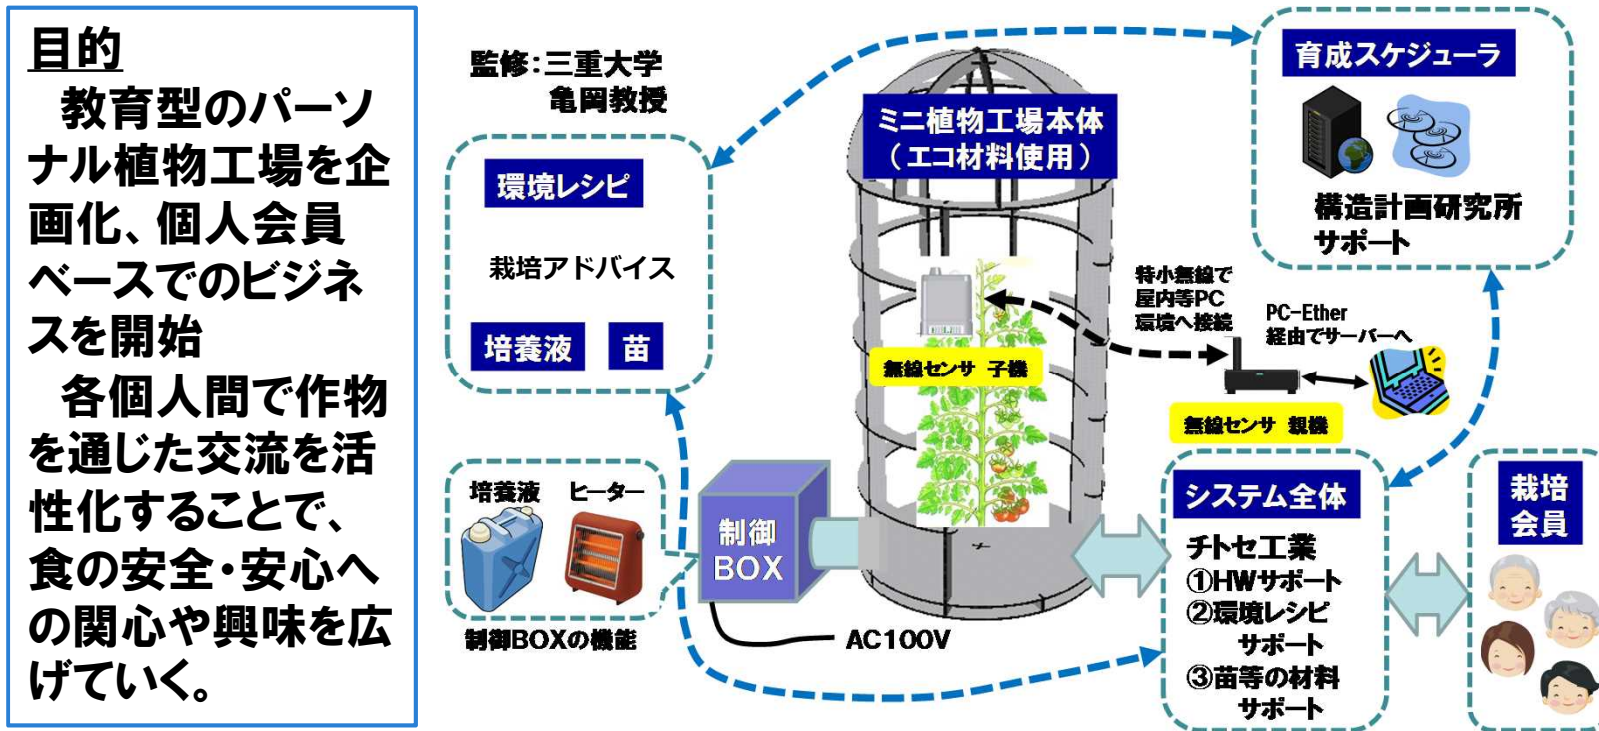 目的
教育型のパーソ
ナル植物工場を企
画化、個人会員
ベースでのビジネ
スを開始
各個人間で作物
を通じた交流を活
性化することで、
食の安全・安心へ
の関心や興味を広
げていく。
監修：三重大学
亀岡教授
環境レシピ
栽培アドバイス
培養液
苗
ミニ植物工場本体
（エコ材料使用）
育成スケジューラ
構造計画研究所
サポート
特小無線で
屋内等PC
環境へ接続
PC-Ether
経由でサーバーへ
無線センサ 子機
無線センサ 親機
培養液
ヒーター
制御BOXの機能
制御
BOX
AC100V
システム全体
チトセ工業
①HWサポート
②環境レシピ
サポート
③苗等の材料
サポート
栽培
会員